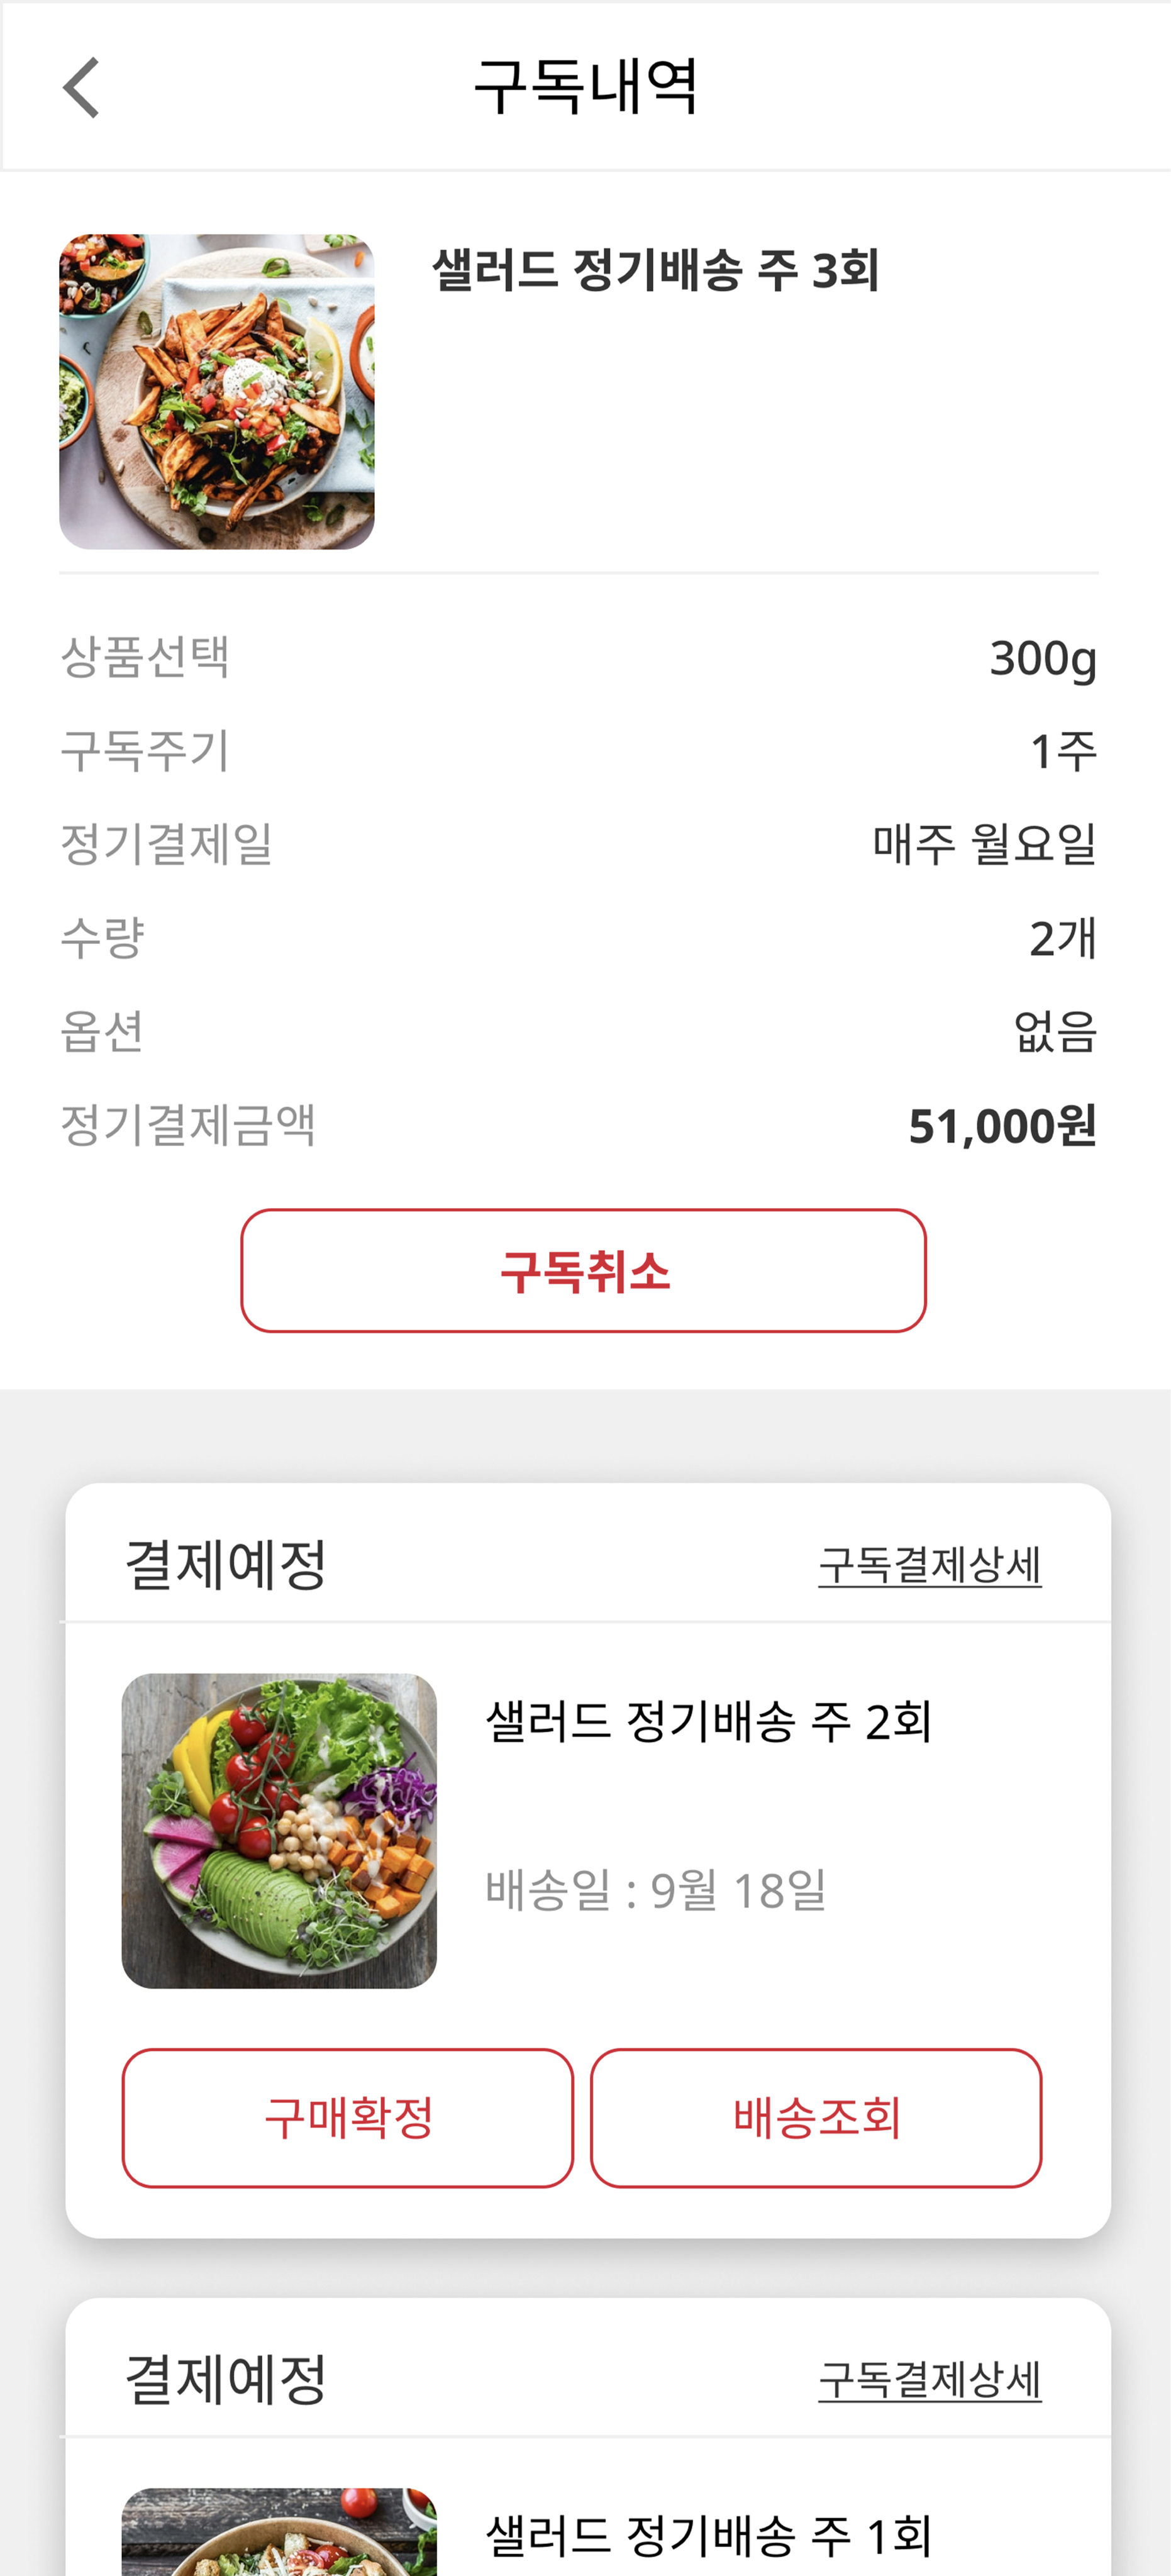 구독내역
샐러드 정기배송 주 3회
상품선택 300g
구독주기 1주
정기결제일 매주 월요일
수량 2개
옵션 없음
정기결제금액 51,000원
구독취소
결제예정 구독결제상세
샐러드 정기배송 주 2회
배송일 : 9월 18일
구매확정 배송조회
결제예정 구독결제상세
샐러드 정기배송 주 1회